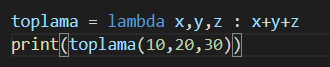 toplama = lambda x,y,z : x+y+z
print(toplama(10,20,30))